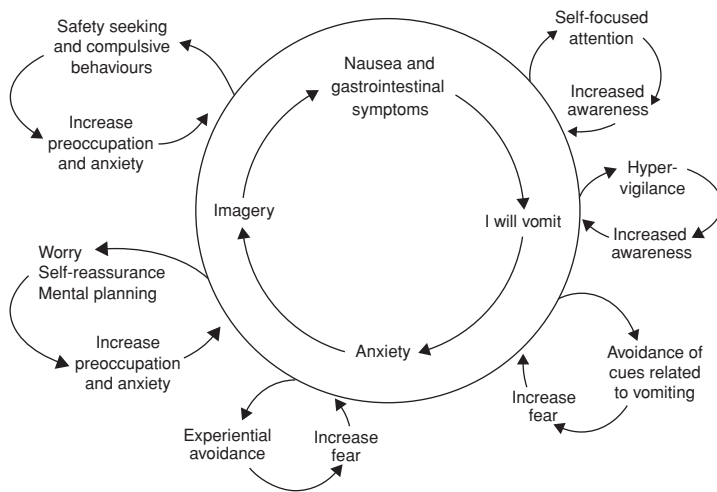 Safety seeking
and compulsive
behaviours
Increase
preoccupation
and anxiety
Nausea and
gastrointestinal
symptoms
Self-focused
attention
Increased
awareness
Hyper-
vigilance
Increased
awareness
Imagery
I will vomit
Anxiety
Worry
Self-reassurance
Mental planning
Increase
preoccupation
and anxiety
Experiential
avoidance
Increase
fear
Avoidance of
cues related
to vomiting
Increase
fear